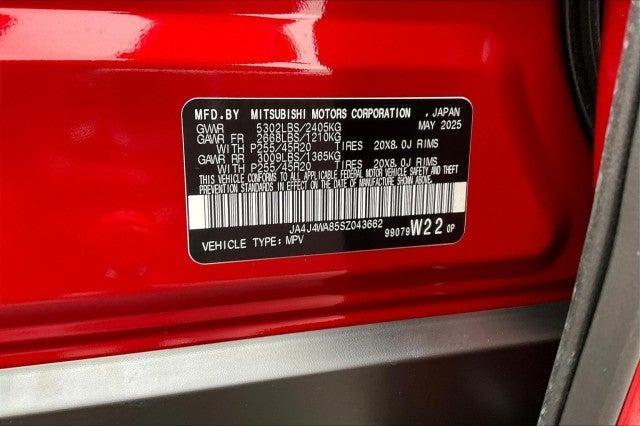 MFD.BY MITSUBISHI MOTORS CORPORATION , JAPAN
GVWR 5302LBS/2405KG MAY 2025
GAWR FR 2668LBS/1210KG
WITH P255/45R20 TIRES 20X8.0J RIMS
GAWR RR 3009LBS/1365KG
WITH P255/45R20 TIRES 20X8.0J RIMS
THIS VEHICLE CONFORMS TO ALL APPLICABLE FEDERAL MOTOR VEHICLE SAFETY, BUMPER, AND THEFT
PREVENTION STANDARDS IN EFFECT ON THE DATE OF MANUFACTURE SHOWN ABOVE.
JA4J4WA85SZ043662
VEHICLE TYPE: MPV 99079 W22 0P